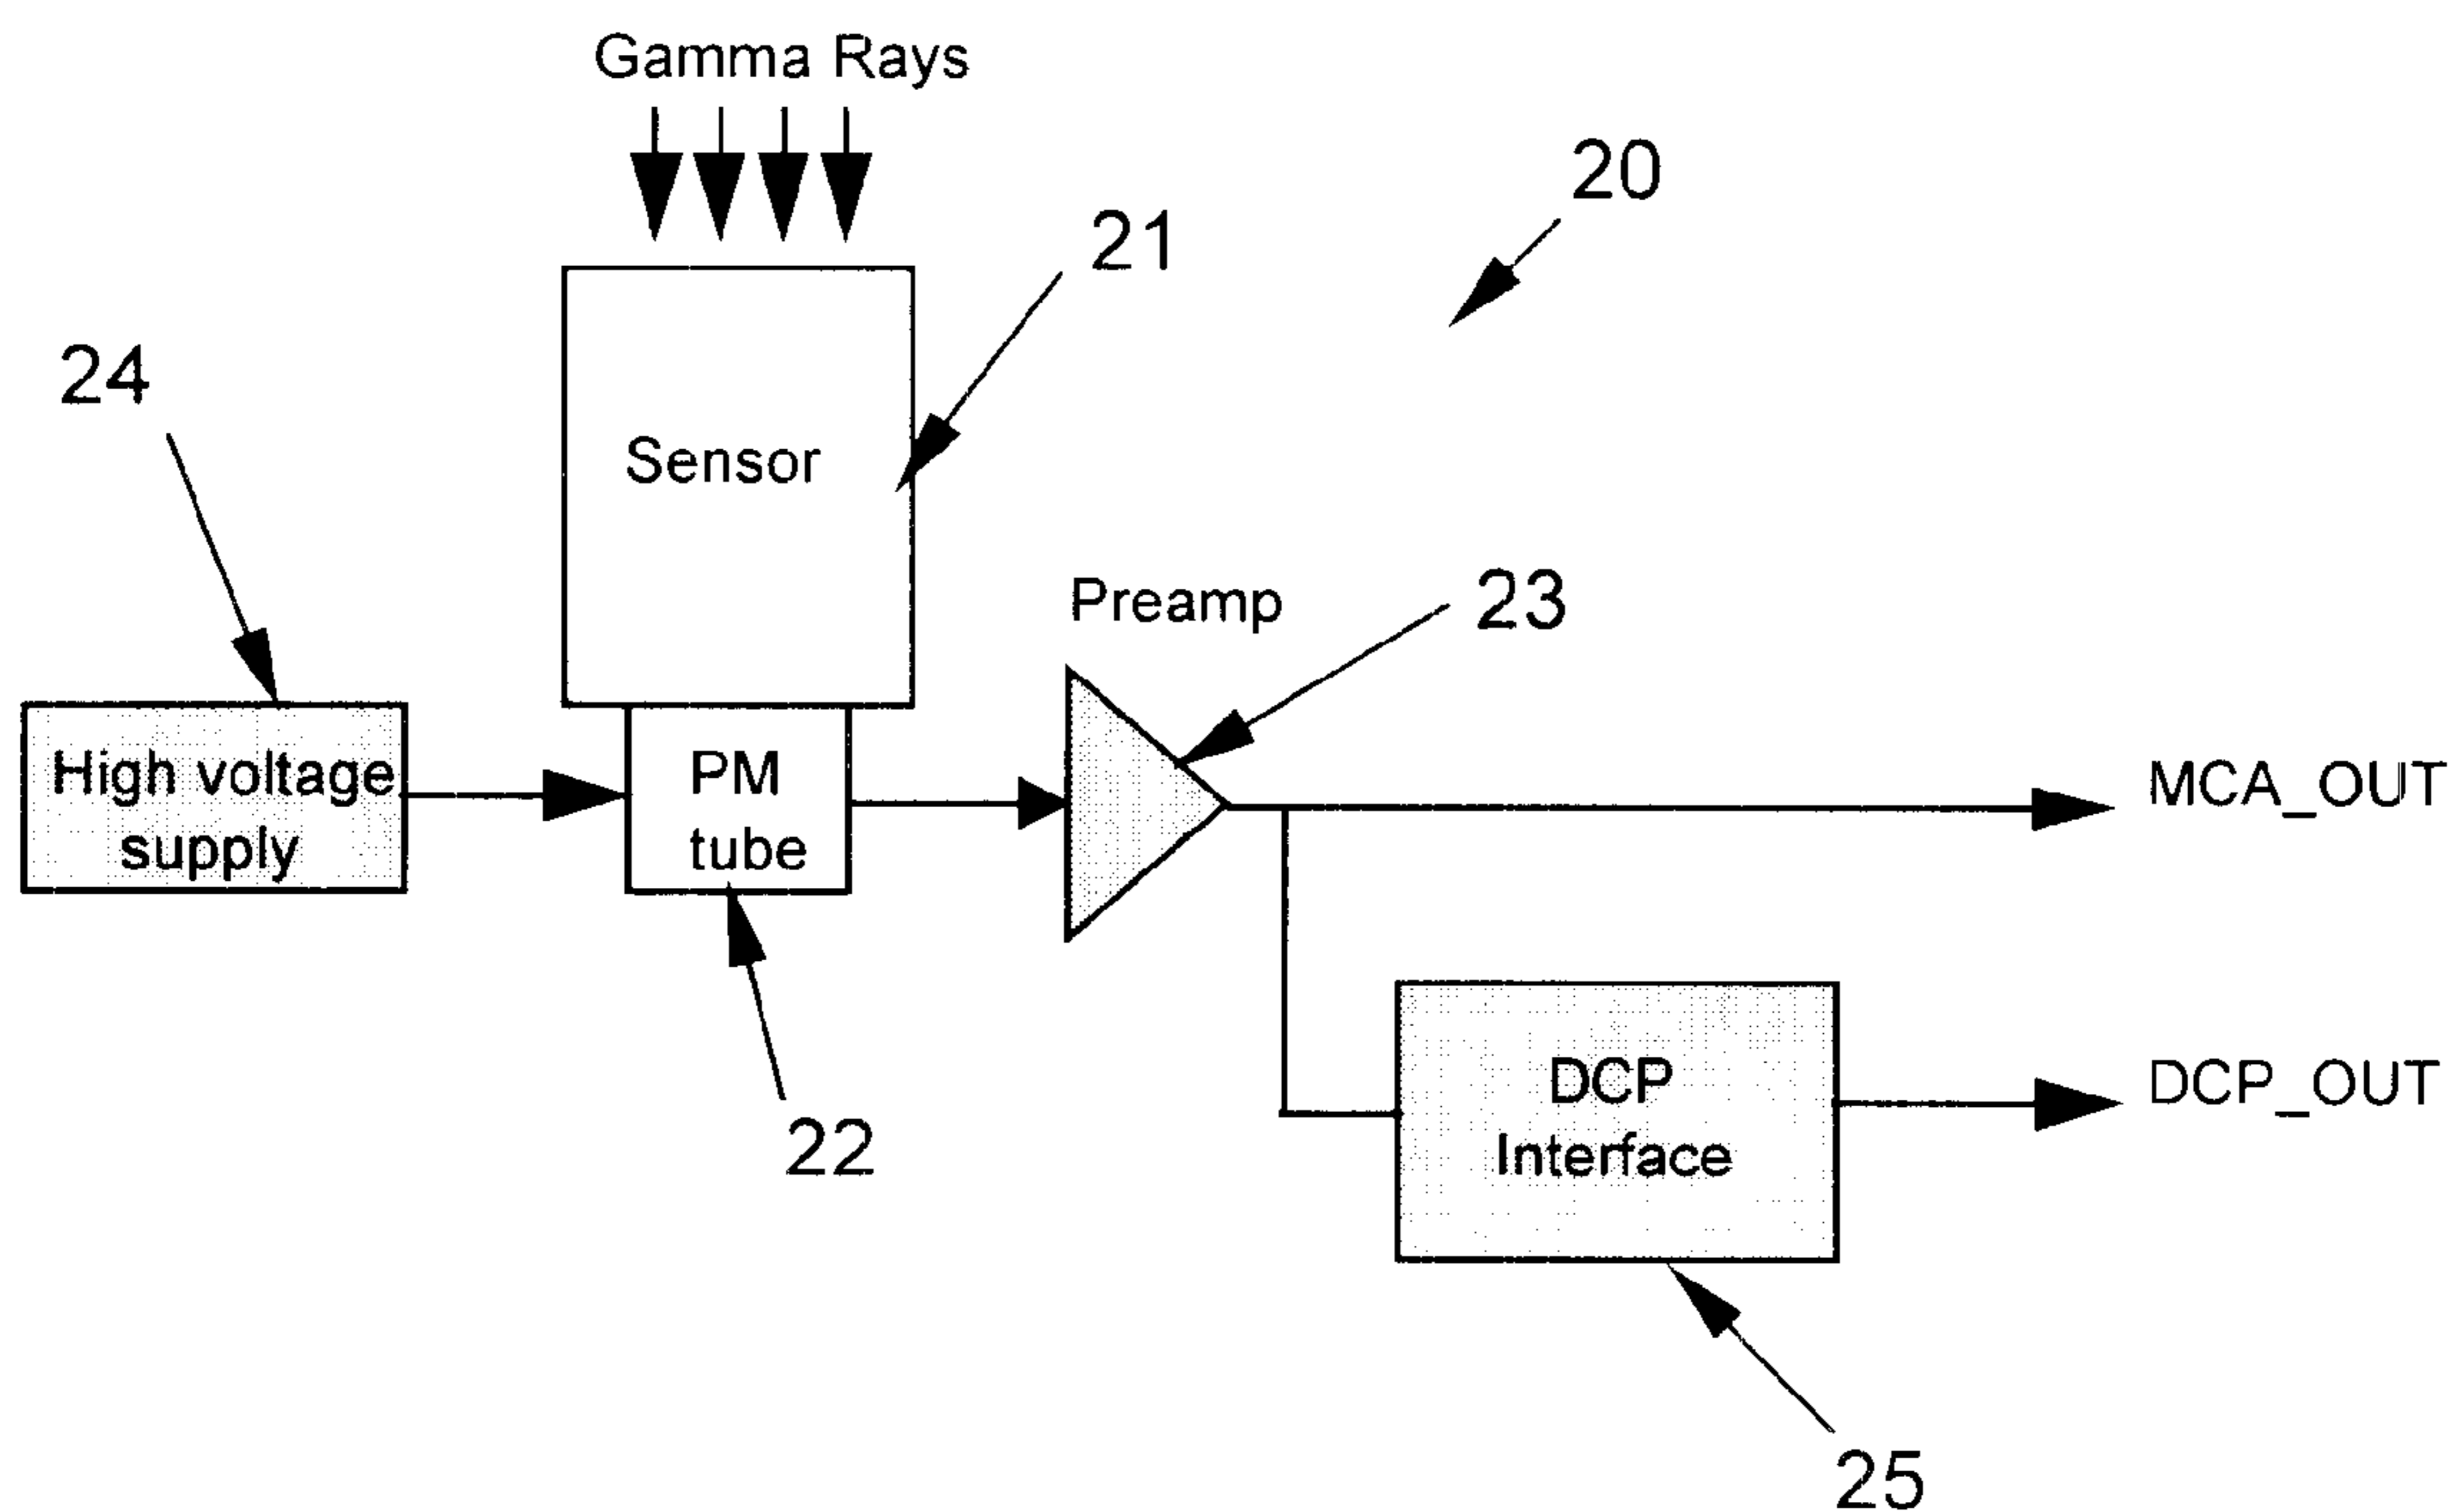 Gamma Rays
20
21
24
Sensor
Preamp
23
High voltage
supply
PM
tube
MCA_OUT
DCP
Interface
DCP_OUT
22
25